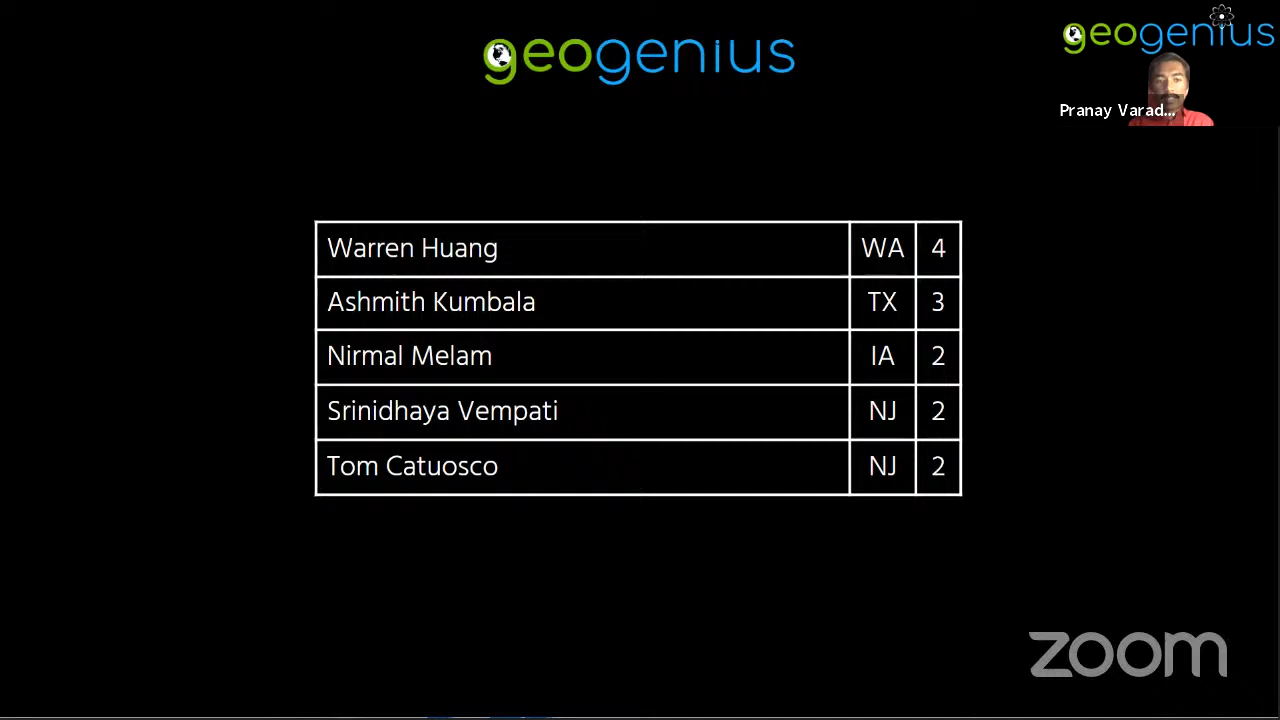 geogenius
geogenius
Pranay Varad...
Warren Huang WA 4
Ashmith Kumbala TX 3
Nirmal Melam IA 2
Srinidhaya Vempati NJ 2
Tom Catuosco NJ 2
zoom